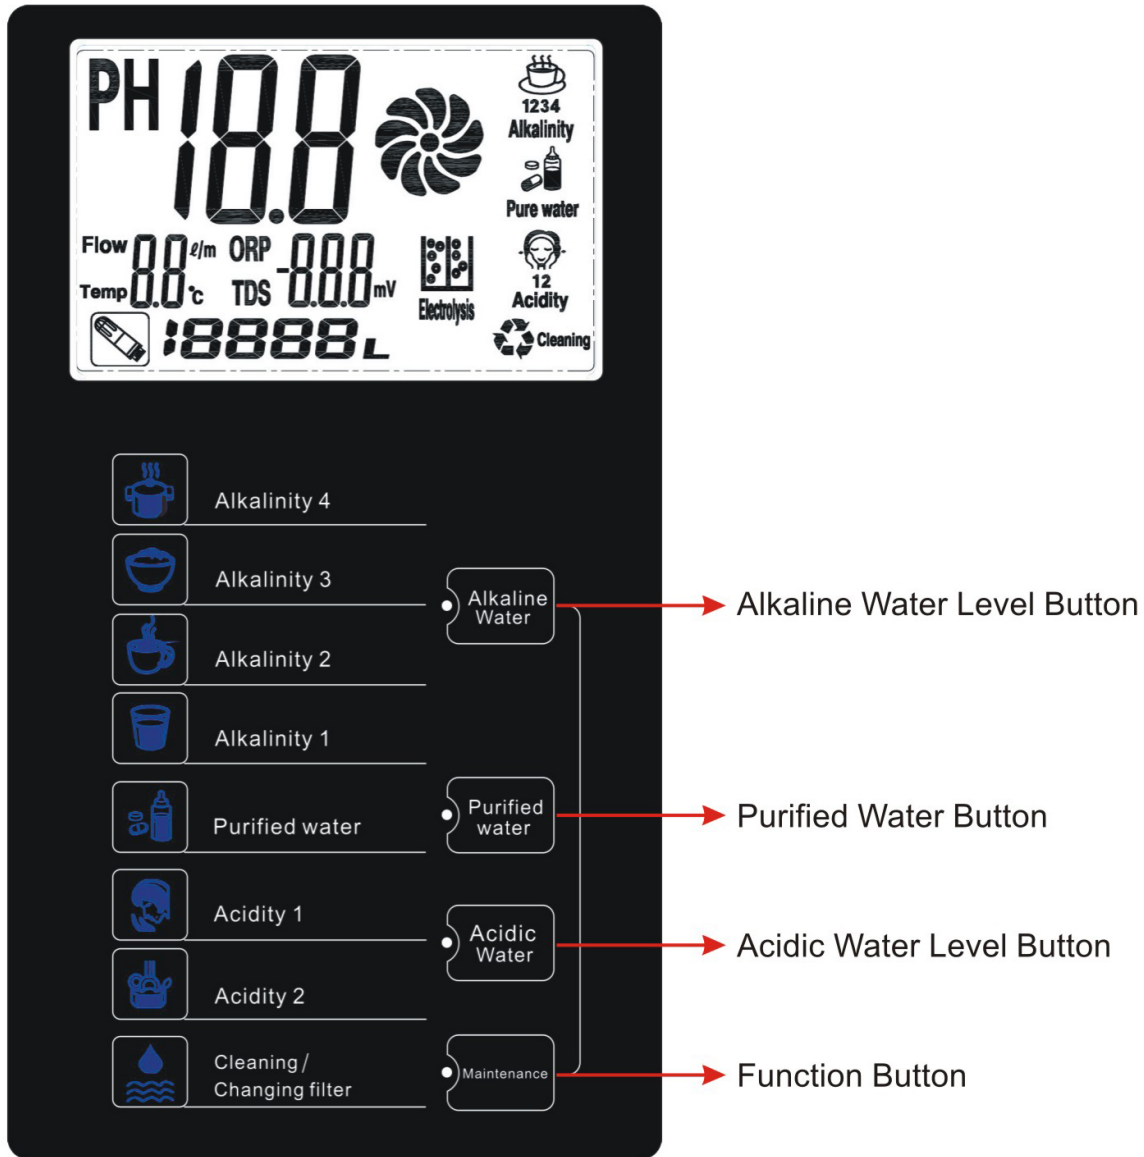 PH 18.8
1234
Alkalinity
Pure water
Flow 8.8 ℓ/m ORP -8.8.8 mV
Temp °c TDS
Electrolysis
12
Acidity
18888L
Cleaning
Alkalinity 4
Alkalinity 3
Alkaline
Water
Alkaline Water Level Button
Alkalinity 2
Alkalinity 1
Purified water
Purified
water
Purified Water Button
Acidity 1
Acidic
Water
Acidic Water Level Button
Acidity 2
Cleaning/
Changing filter
Maintenance
Function Button